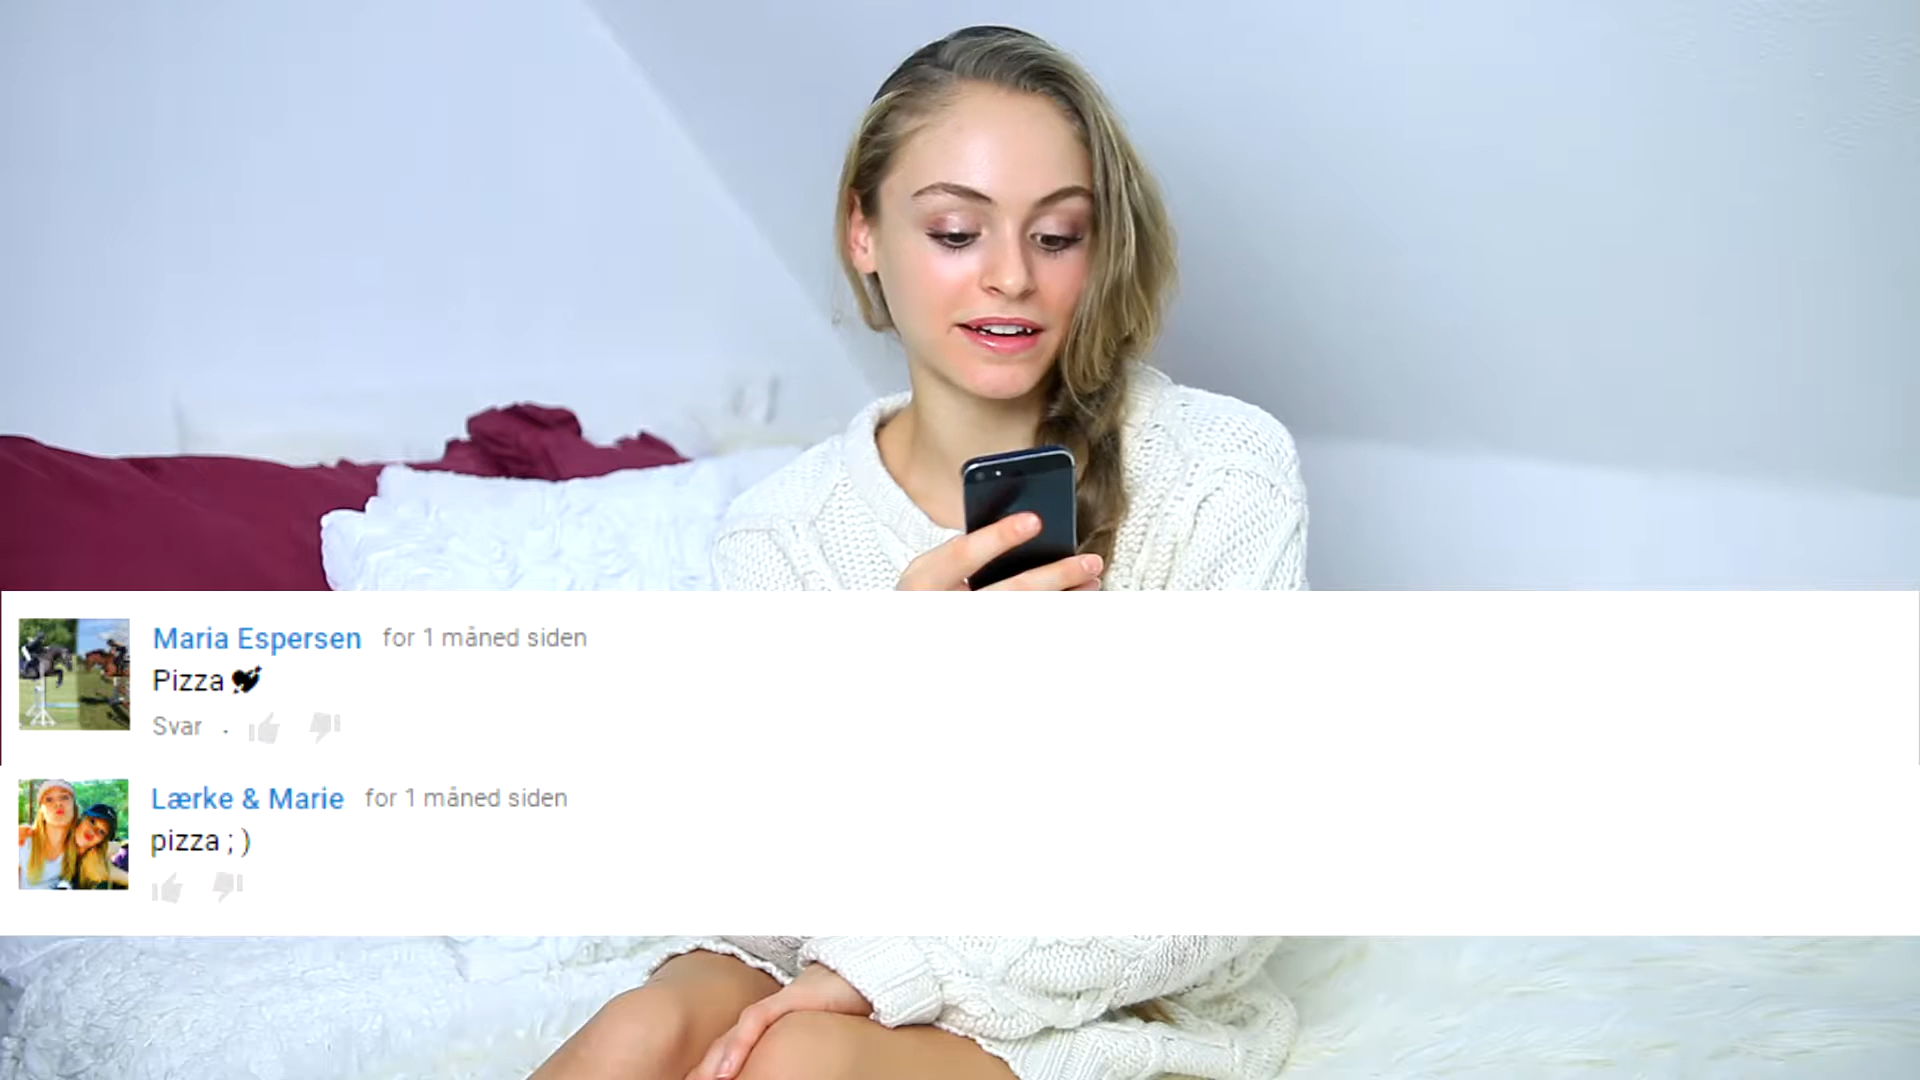 Maria Espersen for 1 måned siden
Pizza 💘
Svar .
Lærke & Marie for 1 måned siden
pizza ; )